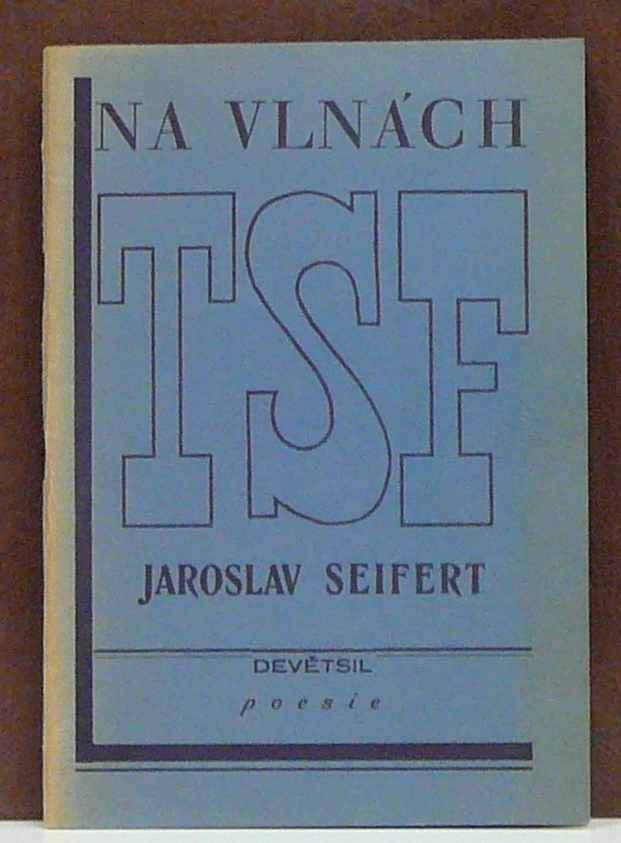 NA VLNÁCH
TSF
JAROSLAV SEIFERT
DEVĚTSIL
poesie